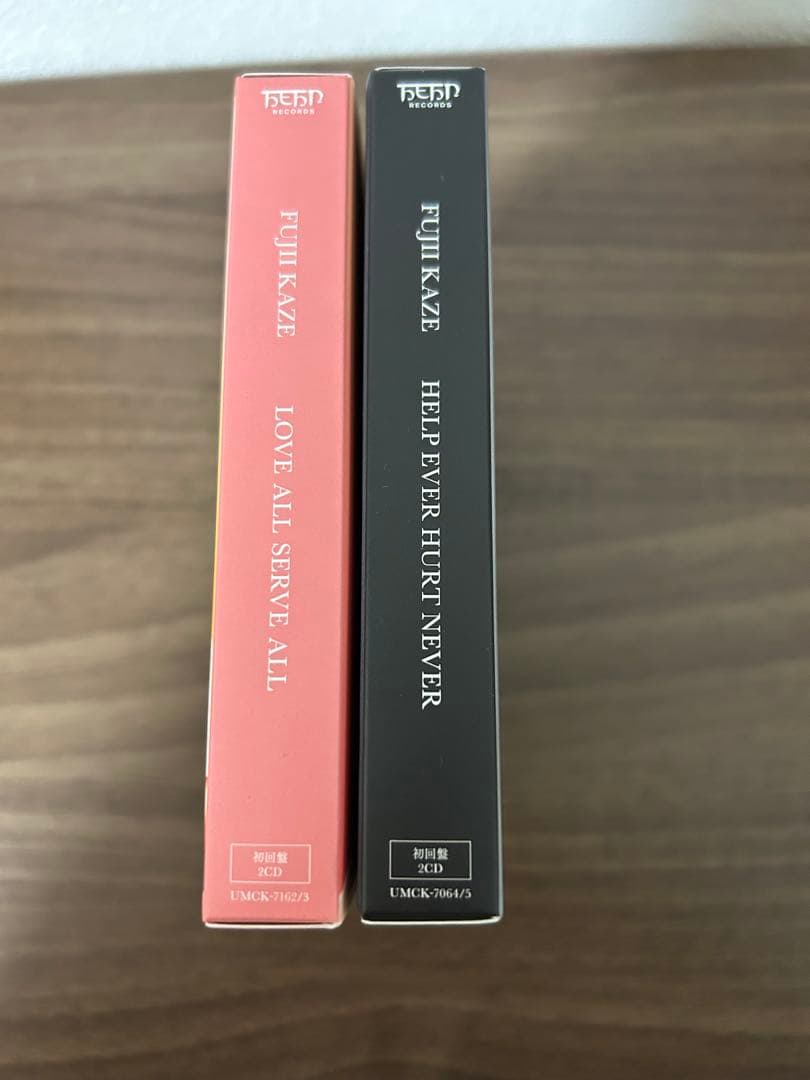 HEHN
RECORDS
FUJII KAZE
LOVE ALL SERVE ALL
初回盤
2CD
UMCK-7162/3
HEHN
RECORDS
FUJII KAZE
HELP EVER HURT NEVER
初回盤
2CD
UMCK-7064/5